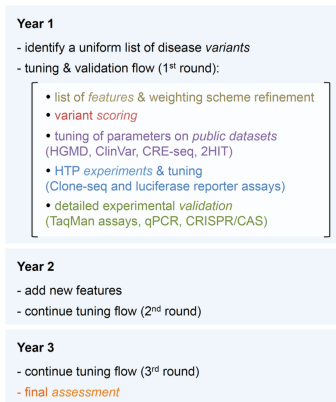 Year 1
- identify a uniform list of disease variants
- tuning & validation flow (1st round):
• list of features & weighting scheme refinement
• variant scoring
• tuning of parameters on public datasets
(HGMD, ClinVar, CRE-seq, 2HIT)
• HTP experiments & tuning
(Clone-seq and luciferase reporter assays)
• detailed experimental validation
(TaqMan assays, qPCR, CRISPR/CAS)
Year 2
- add new features
- continue tuning flow (2nd round)
Year 3
- continue tuning flow (3rd round)
- final assessment